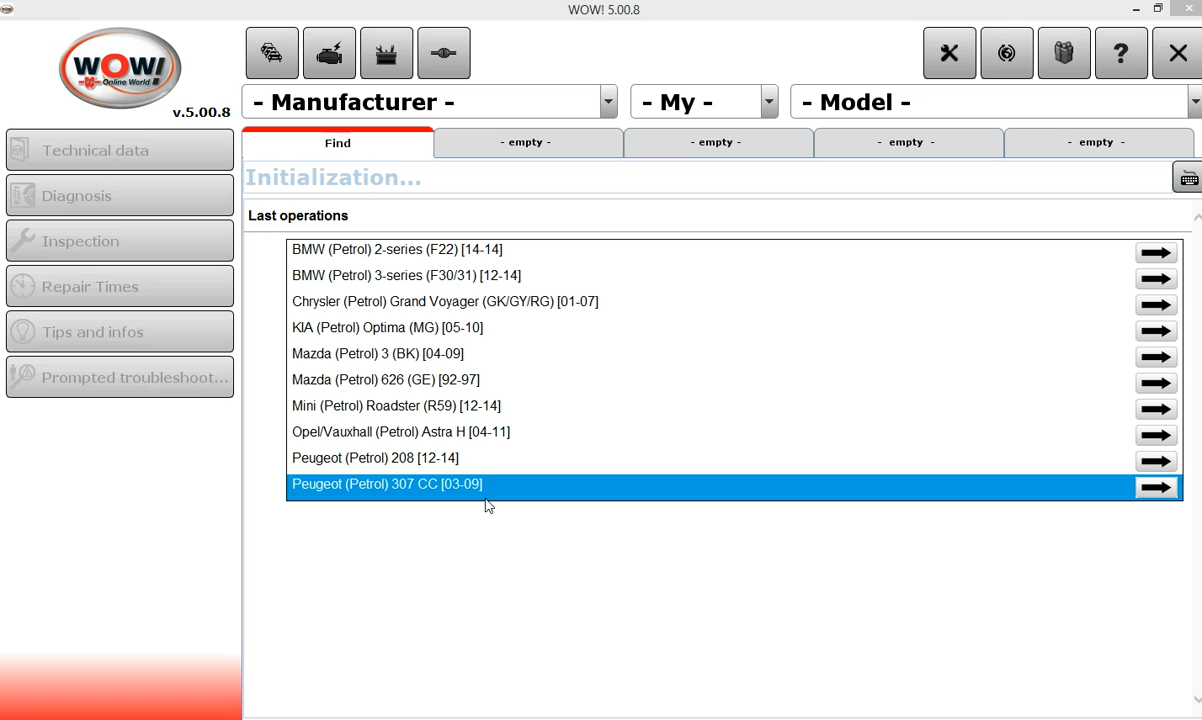 WOW! 5.00.8
WOW!
Online World
v.5.00.8
- Manufacturer -
- My -
- Model -
Find
- empty -
- empty -
- empty -
- empty -
Initialization...
Technical data
Diagnosis
Inspection
Repair Times
Tips and infos
Prompted troubleshoot...
Last operations
BMW (Petrol) 2-series (F22) [14-14]
BMW (Petrol) 3-series (F30/31) [12-14]
Chrysler (Petrol) Grand Voyager (GK/GY/RG) [01-07]
KIA (Petrol) Optima (MG) [05-10]
Mazda (Petrol) 3 (BK) [04-09]
Mazda (Petrol) 626 (GE) [92-97]
Mini (Petrol) Roadster (R59) [12-14]
Opel/Vauxhall (Petrol) Astra H [04-11]
Peugeot (Petrol) 208 [12-14]
Peugeot (Petrol) 307 CC [03-09]